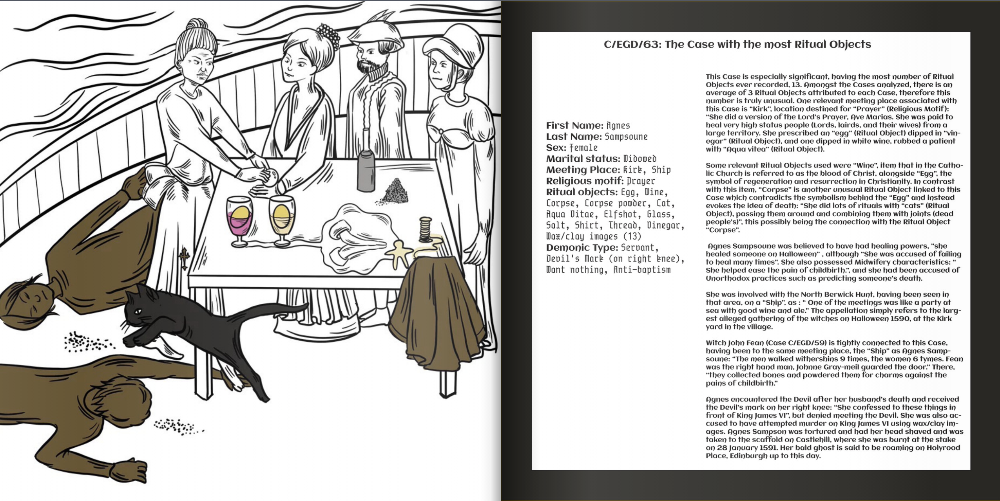 C/EGD/63: The Case with the most Ritual Objects
First Name: Agnes
Last Name: Sampsoune
Sex: Female
Marital status: Widowed
Meeting Place: Kirk, Ship
Religious motif: Prayer
Ritual objects: Egg, Wine,
Corpse, Corpse powder, Cat,
Aqua Vitae, Elfshot, Glass,
Salt, Shirt, Thread, Vinegar,
Wax/clay images (13)
Demonic Type: Servant,
Devil's Mark (on right knee),
Want nothing, Anti-baptism
This Case is especially significant, having the most number of Ritual
Objects ever recorded, 13. Amongst the Cases analyzed, there is an
average of 3 Ritual Objects attributed to each Case, therefore this
number is truly unusual. One relevant meeting place associated with
this Case is “Kirk”, location destined for “Prayer” (Religious Motif):
“She did a version of the Lord's Prayer, Ave Marias. She was paid to
heal very high status people (Lords, lairds, and their wives) from a
large territory. She prescribed an “egg” (Ritual Object) dipped in “vin-
egar” (Ritual Object), and one dipped in white wine, rubbed a patient
with “Aqua vitea” (Ritual Object).
Some relevant Ritual Objects used were “Wine”, item that in the Catho-
lic Church is referred to as the blood of Christ, alongside “Egg”, the
symbol of regeneration and resurrection in Christianity. In contrast
with this item, “Corpse” is another unusual Ritual Object linked to this
Case which contradicts the symbolism behind the “Egg” and instead
evokes the idea of death: “She did lots of rituals with “cats” (Ritual
Object), passing them around and combining them with joints (dead
people's)”, this possibly being the connection with the Ritual Object
“Corpse”.
Agnes Sampsoune was believed to have had healing powers, "she
healed someone on Halloween” , although “She was accused of failing
to heal many times”. She also possessed Midwifery characteristics: “
She helped ease the pain of childbirth.”, and she had been accused of
Unorthodox practices such as predicting someone's death.
She was involved with the North Berwick Hunt, having been seen in
that area, on a “Ship”, as : “ One of the meetings was like a party at
sea with good wine and ale.” The appellation simply refers to the larg-
est alleged gathering of the witches on Halloween 1590, at the Kirk
yard in the village.
Witch John Fean (Case C/EGD/59) is tightly connected to this Case,
having been to the same meeting place, the “Ship” as Agnes Samp-
soune: “The men walked withershins 9 times, the women 6 tymes. Fean
was the right hand man, Johnne Gray-meil guarded the door.” There,
“they collected bones and powdered them for charms against the
pains of childbirth.”
Agnes encountered the Devil after her husband's death and received
the Devil's mark on her right knee: “She confessed to these things in
front of King James VI”, but denied meeting the Devil. She was also ac-
cused to have attempted murder on King James VI using wax/clay im-
ages. Agnes Sampson was tortured and had her head shaved and was
taken to the scaffold on Castlehill, where she was burnt at the stake
on 28 January 1591. Her bald ghost is said to be roaming on Holyrood
Place, Edinburgh up to this day.